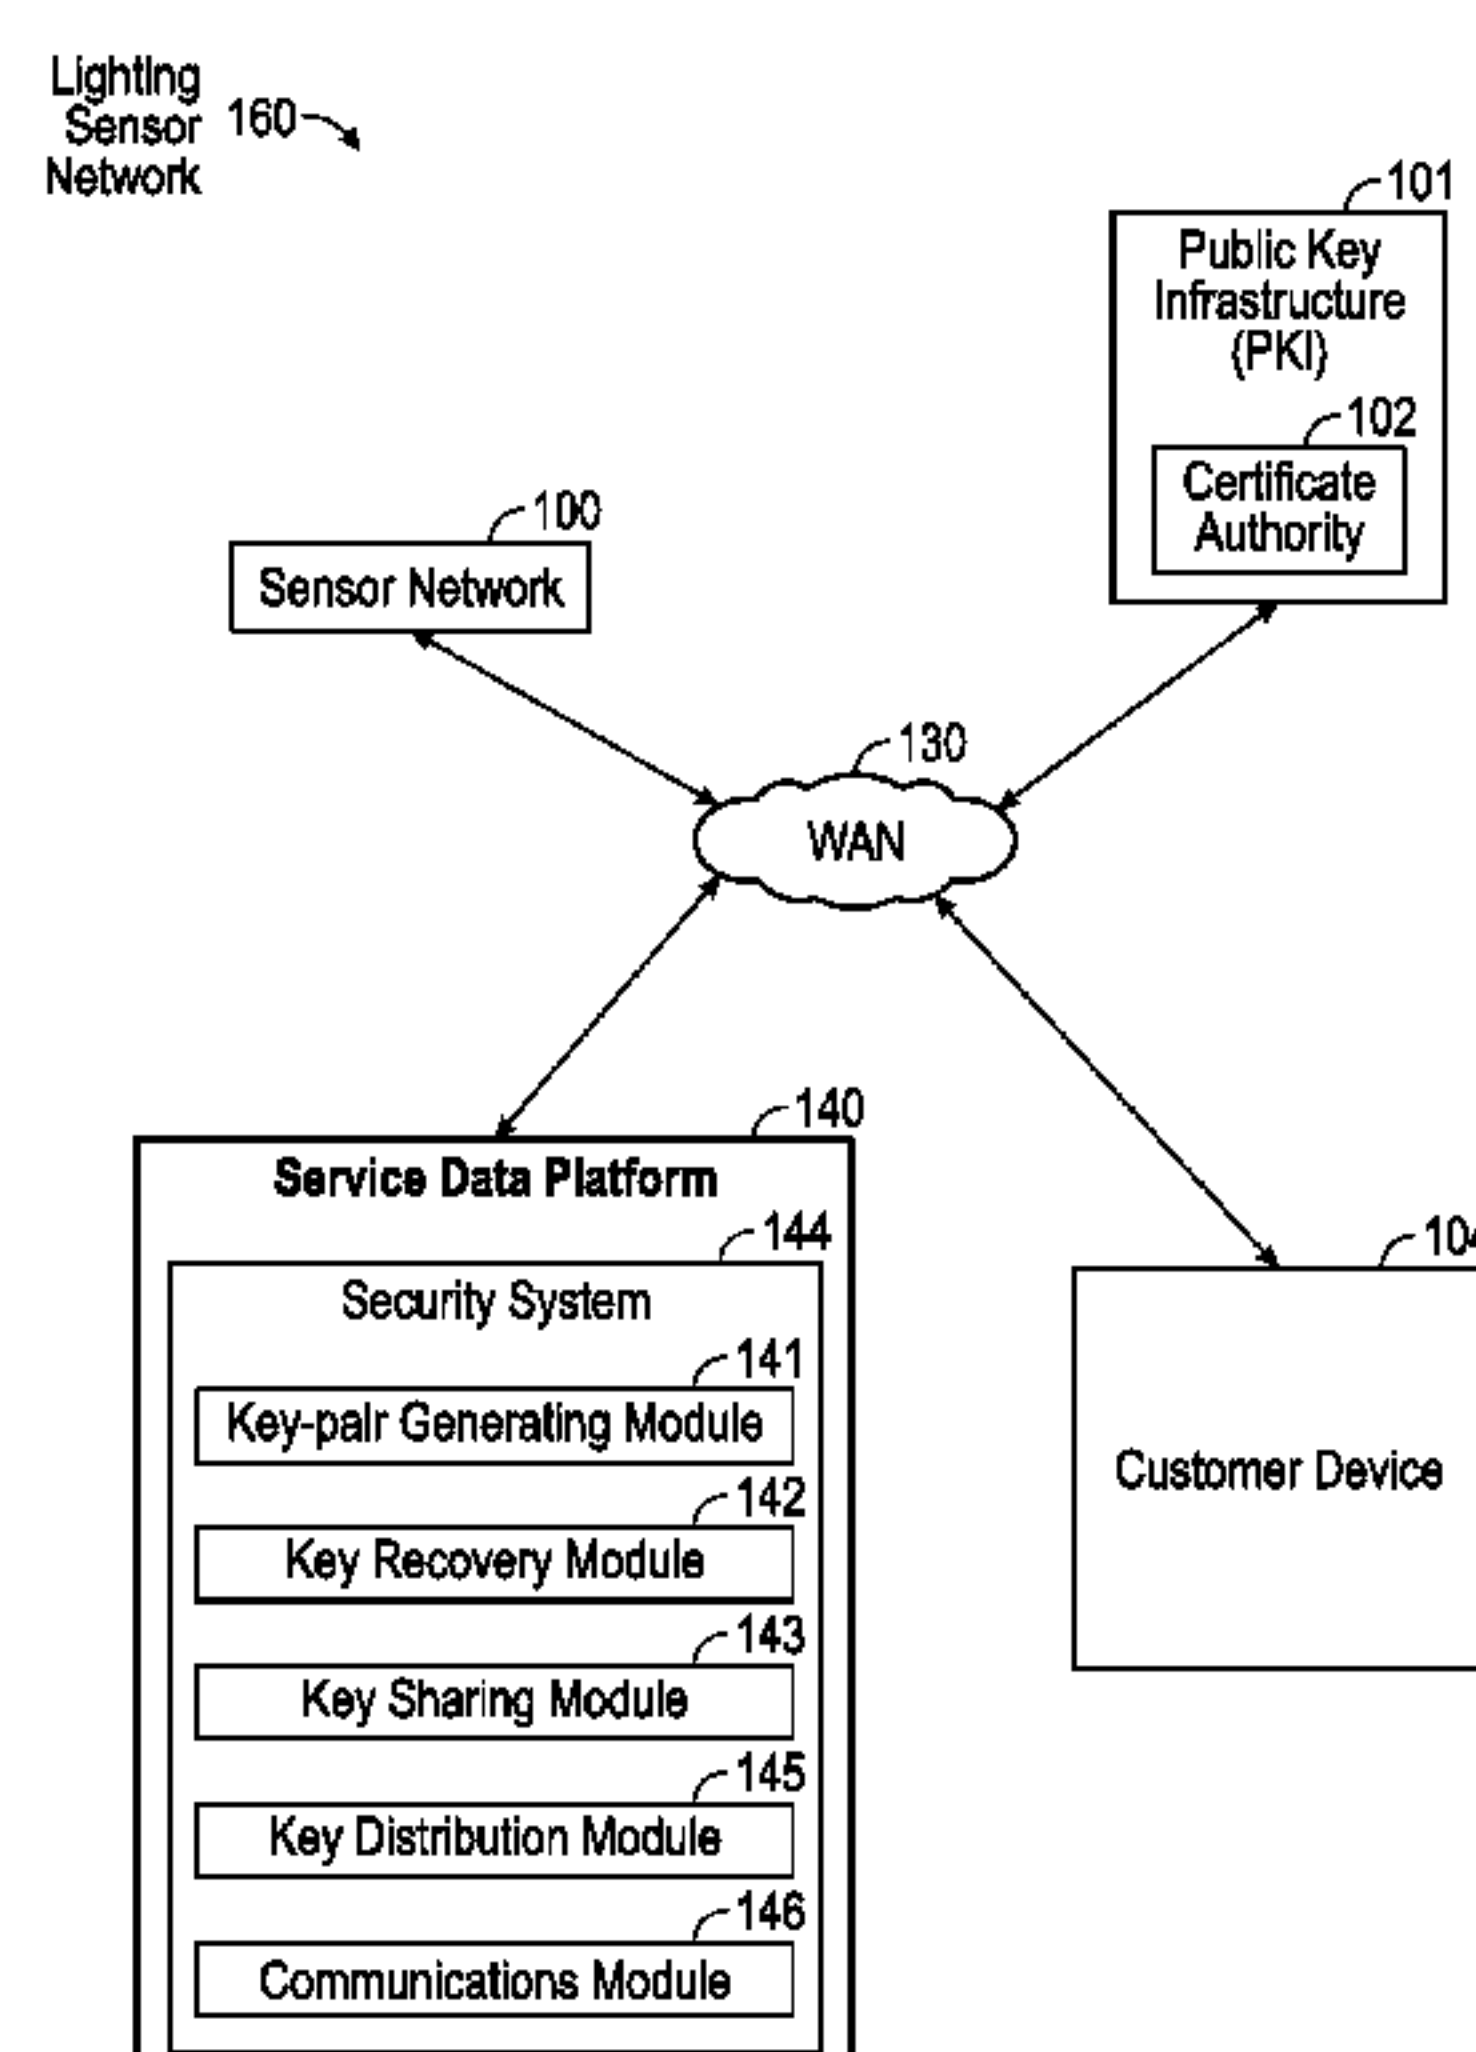 Lighting
Sensor
Network
160
101
Public Key
Infrastructure
(PKI)
102
Certificate
Authority
100
Sensor Network
130
WAN
140
Service Data Platform
144
Security System
141
Key-pair Generating Module
142
Key Recovery Module
143
Key Sharing Module
145
Key Distribution Module
146
Communications Module
104
Customer Device